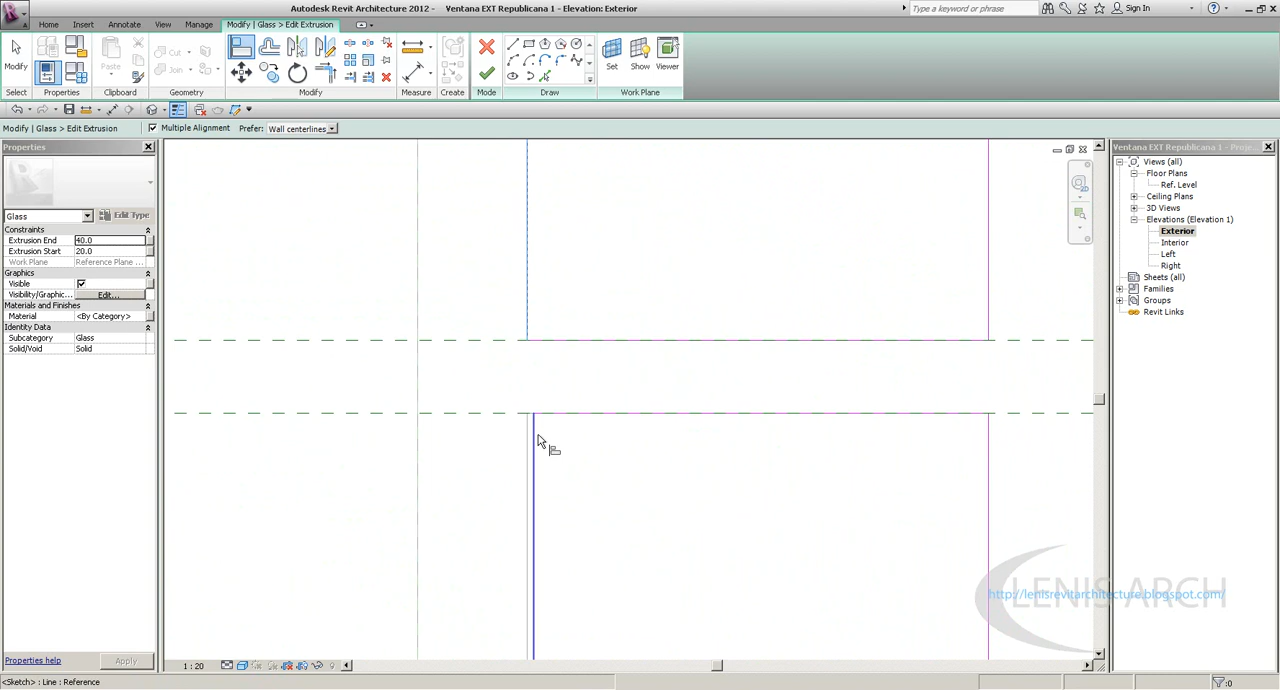 Autodesk Revit Architecture 2012 - Ventana EXT Republicana 1 - Elevation: Exterior
Type a keyword or phrase
Sign In
Home Insert Annotate View Manage Modify | Glass > Edit Extrusion
Modify
Paste
Cut
Join
Set Show Viewer
Select Properties Clipboard Geometry Modify Measure Create Mode Draw Work Plane
Modify | Glass > Edit Extrusion
Multiple Alignment Prefer: Wall centerlines
Properties
Glass
Edit Type
Constraints
Extrusion End 40.0
Extrusion Start 20.0
Work Plane Reference Plane ...
Graphics
Visible
Visibility/Graphic... Edit...
Materials and Finishes
Material <By Category>
Identity Data
Subcategory Glass
Solid/Void Solid
Properties help
Apply
Ventana EXT Republicana 1 - Proje...
Views (all)
Floor Plans
Ref. Level
Ceiling Plans
3D Views
Elevations (Elevation 1)
Exterior
Interior
Left
Right
Sheets (all)
Families
Groups
Revit Links
LENIS ARCH
http://lenisrevitarchitecture.blogspot.com/
1 : 20
<Sketch> : Line : Reference
:0